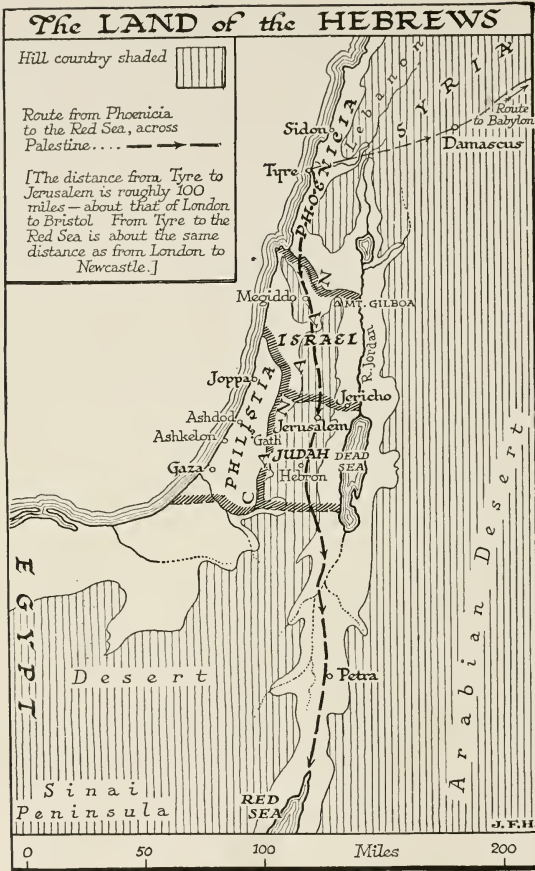 The LAND of the HEBREWS
Hill country shaded
Route from Phoenicia
to the Red Sea, across
Palestine....
[The distance from Tyre to
Jerusalem is roughly 100
miles — about that of London
to Bristol From Tyre to the
Red Sea is about the same
distance as from London to
Newcastle.]
SYRIA
Lebanon
Route
to Babylon
Damascus
Sidon
PHOENICIA
Tyre
Megiddo
MT. GILBOA
CANAAN
ISRAEL
R. Jordan
Joppa
PHILISTIA
Jericho
Ashdod
Jerusalem
Ashkelon
Gath
JUDAH
DEAD
SEA
Gaza
Hebron
EGYPT
Desert
Petra
Arabian Desert
Sinai
Peninsula
RED
SEA
J.F.H.
0 50 100 Miles 200